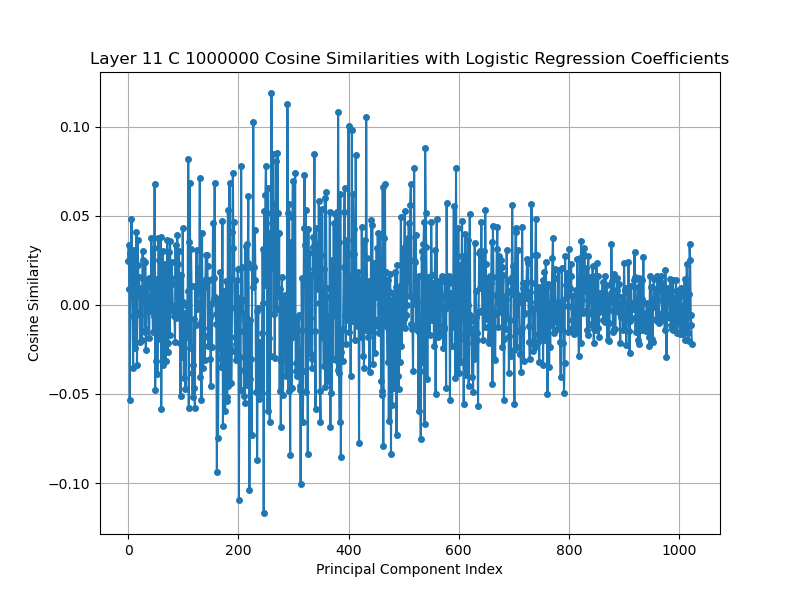 Layer 11 C 1000000 Cosine Similarities with Logistic Regression Coefficients
0.10
0.05
0.00
−0.05
−0.10
Cosine Similarity
0 200 400 600 800 1000
Principal Component Index